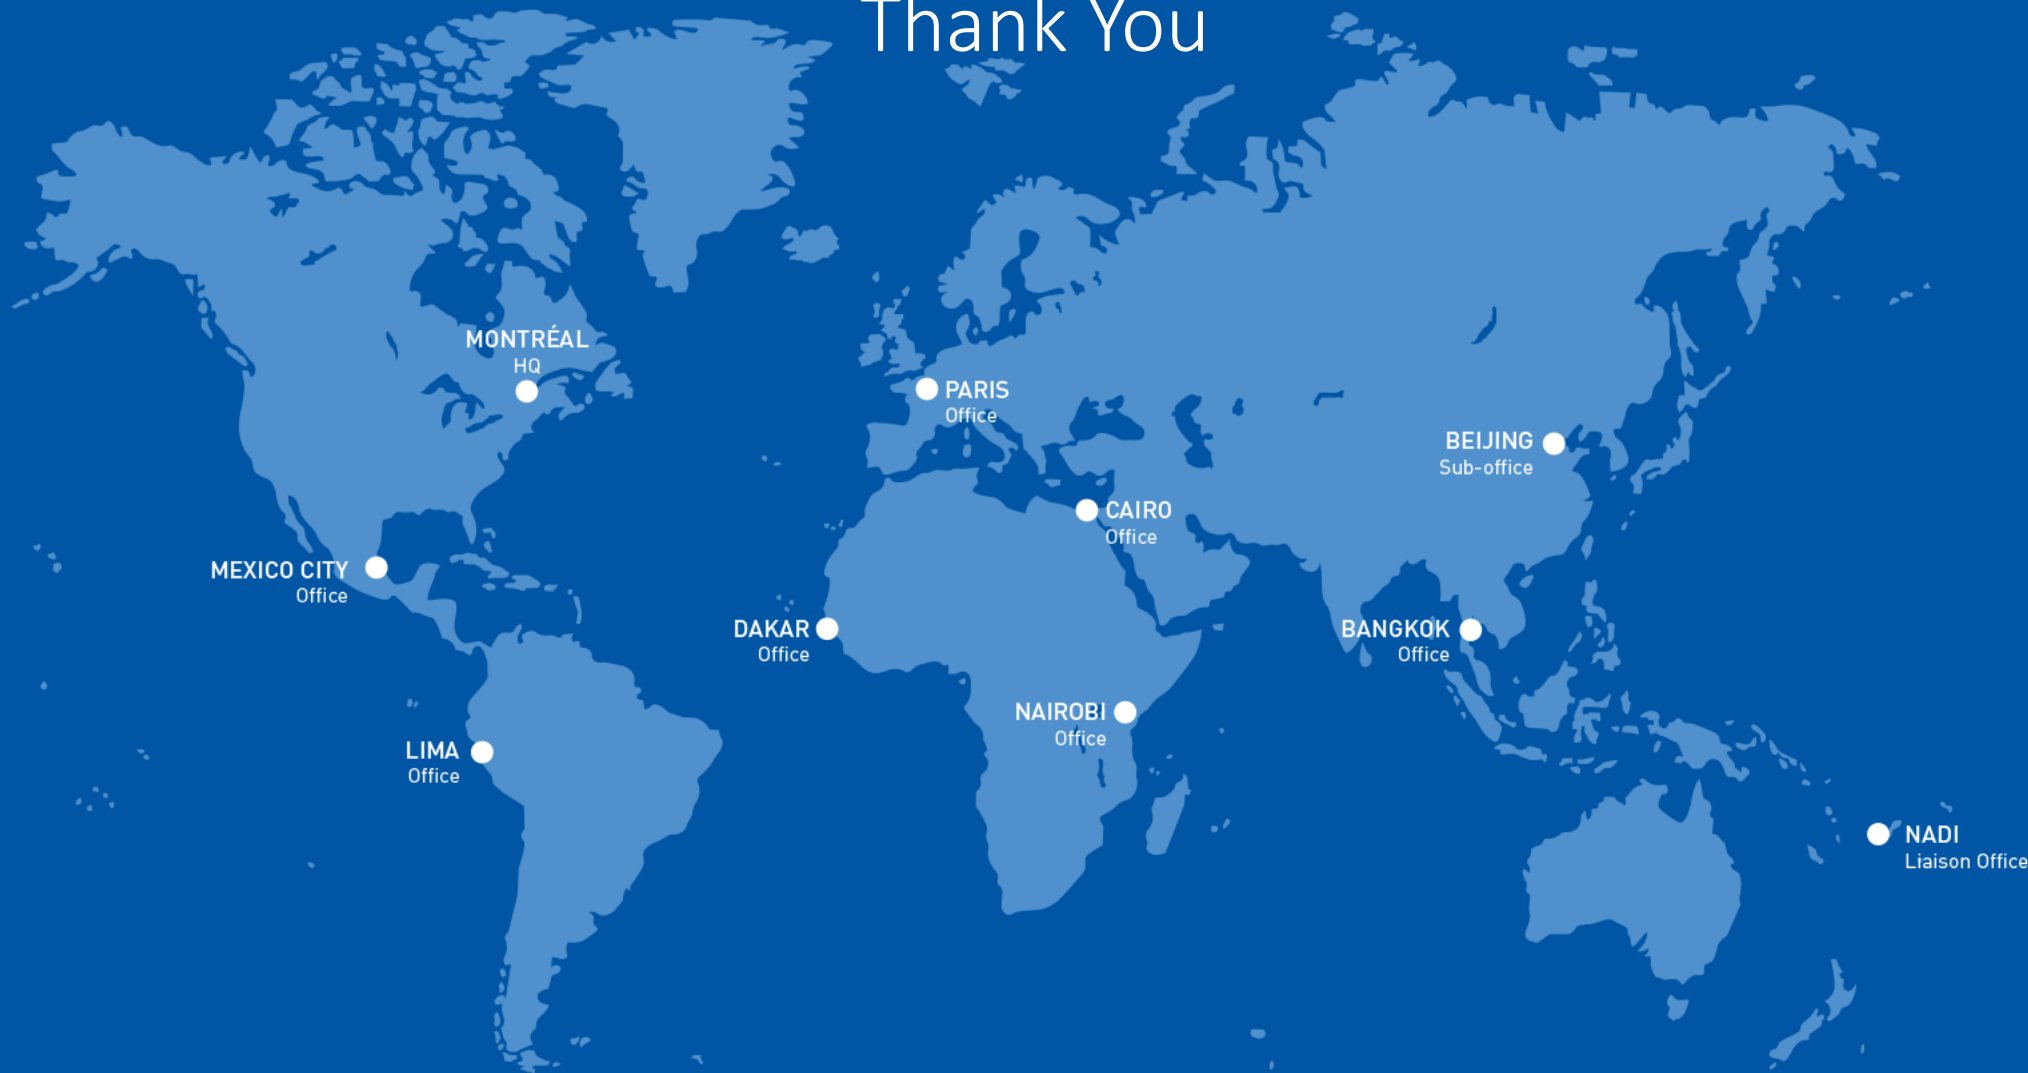 Thank You
MONTRÉAL
HQ
PARIS
Office
BEIJING
Sub-office
CAIRO
Office
MEXICO CITY
Office
DAKAR
Office
BANGKOK
Office
NAIROBI
Office
LIMA
Office
NADI
Liaison Office